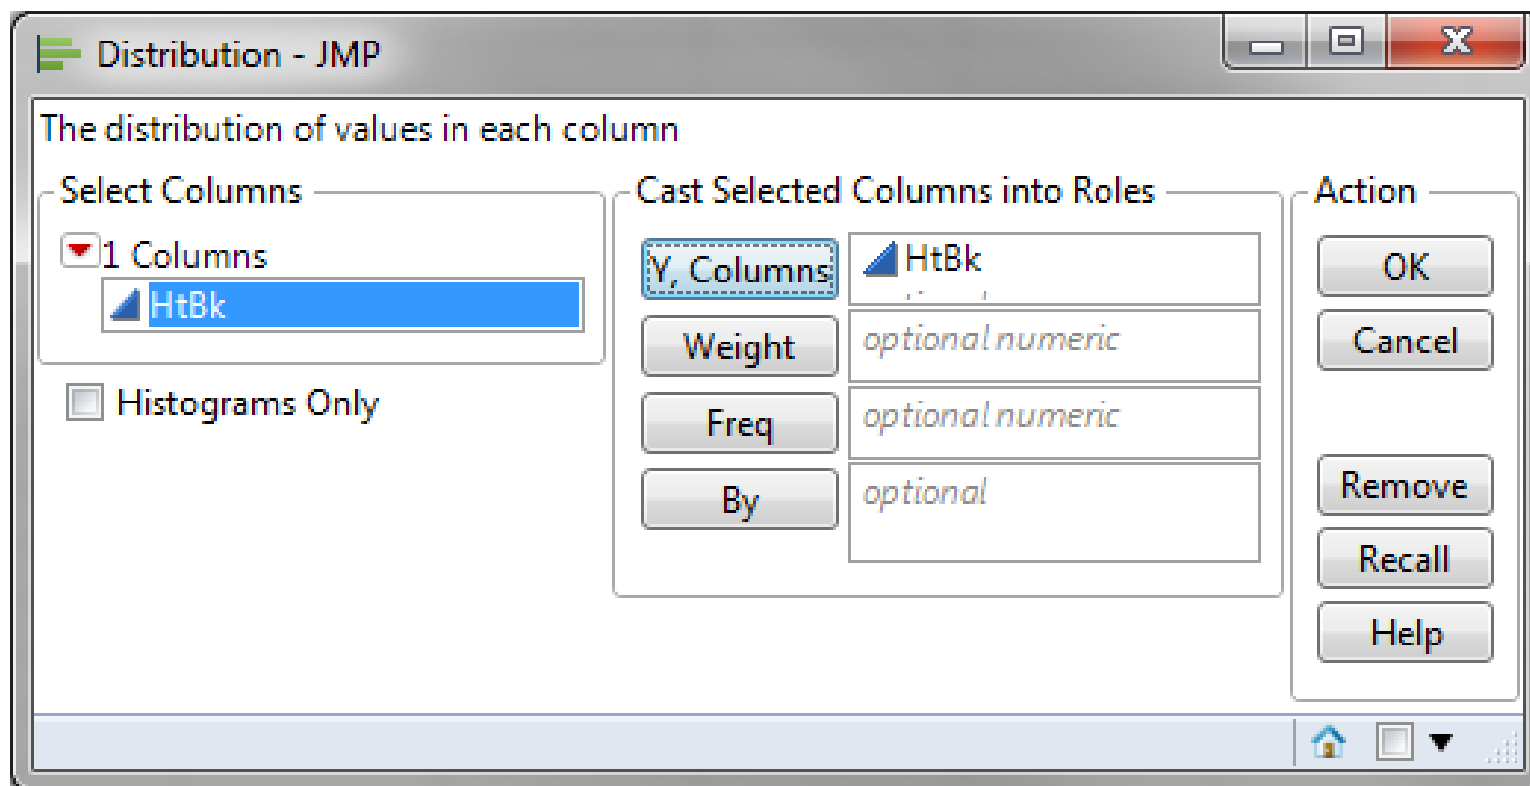 Distribution - JMP
The distribution of values in each column
Select Columns
1 Columns
HtBk
Histograms Only
Cast Selected Columns into Roles
Y, Columns
HtBk
Weight
optional numeric
Freq
optional numeric
By
optional
Action
OK
Cancel
Remove
Recall
Help